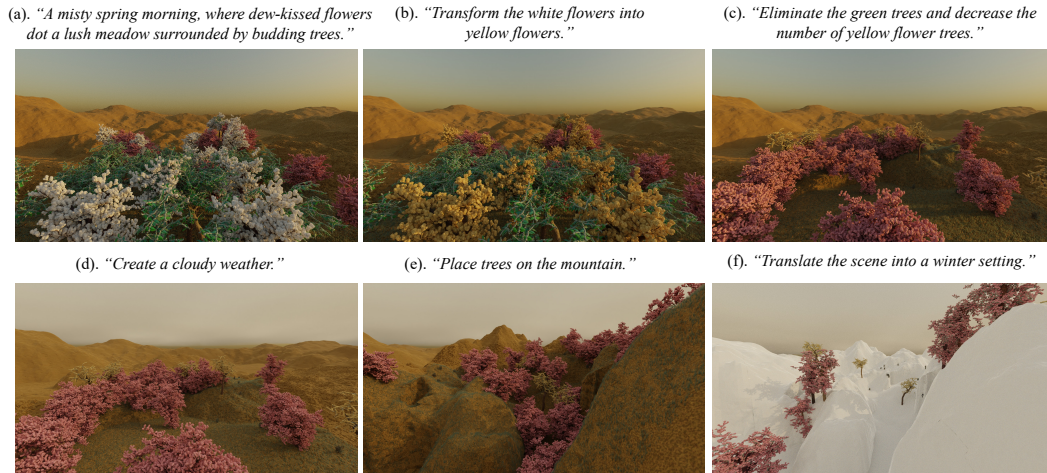 (a). “A misty spring morning, where dew-kissed flowers
dot a lush meadow surrounded by budding trees.”
(b). “Transform the white flowers into
yellow flowers.”
(c). “Eliminate the green trees and decrease the
number of yellow flower trees.”
(d). “Create a cloudy weather.”
(e). “Place trees on the mountain.”
(f). “Translate the scene into a winter setting.”